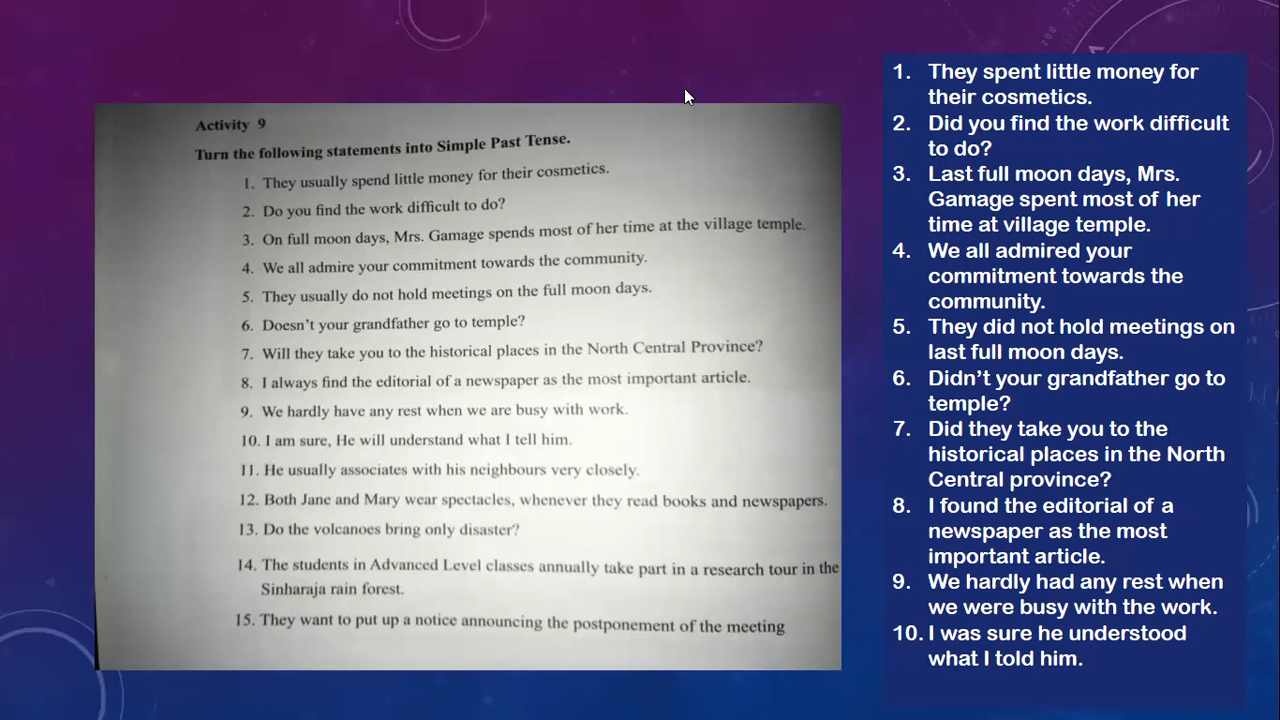 Activity 9
Turn the following statements into Simple Past Tense.
1. They usually spend little money for their cosmetics.
2. Do you find the work difficult to do?
3. On full moon days, Mrs. Gamage spends most of her time at the village temple.
4. We all admire your commitment towards the community.
5. They usually do not hold meetings on the full moon days.
6. Doesn't your grandfather go to temple?
7. Will they take you to the historical places in the North Central Province?
8. I always find the editorial of a newspaper as the most important article.
9. We hardly have any rest when we are busy with work.
10. I am sure, He will understand what I tell him.
11. He usually associates with his neighbours very closely.
12. Both Jane and Mary wear spectacles, whenever they read books and newspapers.
13. Do the volcanoes bring only disaster?
14. The students in Advanced Level classes annually take part in a research tour in the
Sinharaja rain forest.
15. They want to put up a notice announcing the postponement of the meeting
1. They spent little money for
their cosmetics.
2. Did you find the work difficult
to do?
3. Last full moon days, Mrs.
Gamage spent most of her
time at village temple.
4. We all admired your
commitment towards the
community.
5. They did not hold meetings on
last full moon days.
6. Didn't your grandfather go to
temple?
7. Did they take you to the
historical places in the North
Central province?
8. I found the editorial of a
newspaper as the most
important article.
9. We hardly had any rest when
we were busy with the work.
10. I was sure he understood
what I told him.